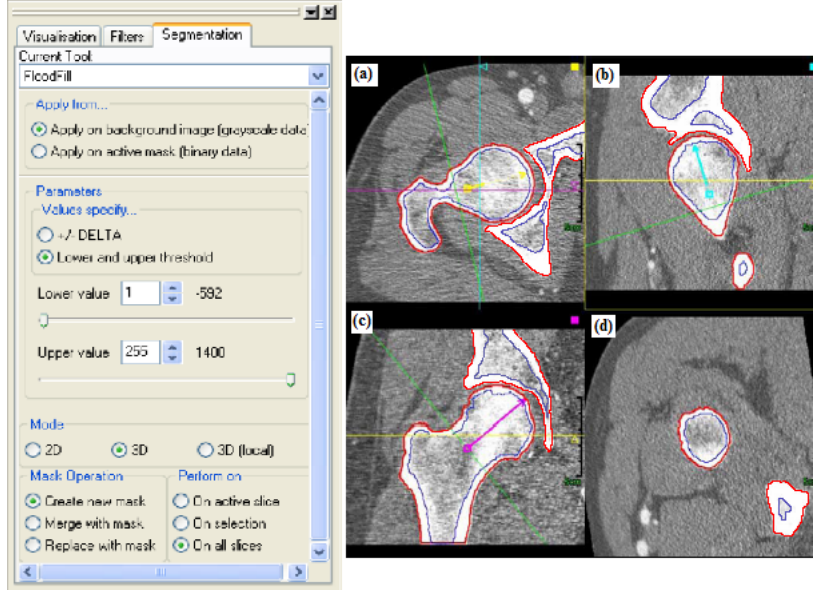 Visualisation Filters Segmentation
Current Tool:
FloodFill
Apply from...
Apply on background image (grayscale data)
Apply on active mask (binary data)
Parameters
Values specify...
+/- DELTA
Lower and upper threshold
Lower value 1 -592
Upper value 255 1400
Mode
2D 3D 3D (local)
Mask Operation
Create new mask
Merge with mask
Replace with mask
Perform on
On active slice
On selection
On all slices
(a)
(b)
(c)
(d)